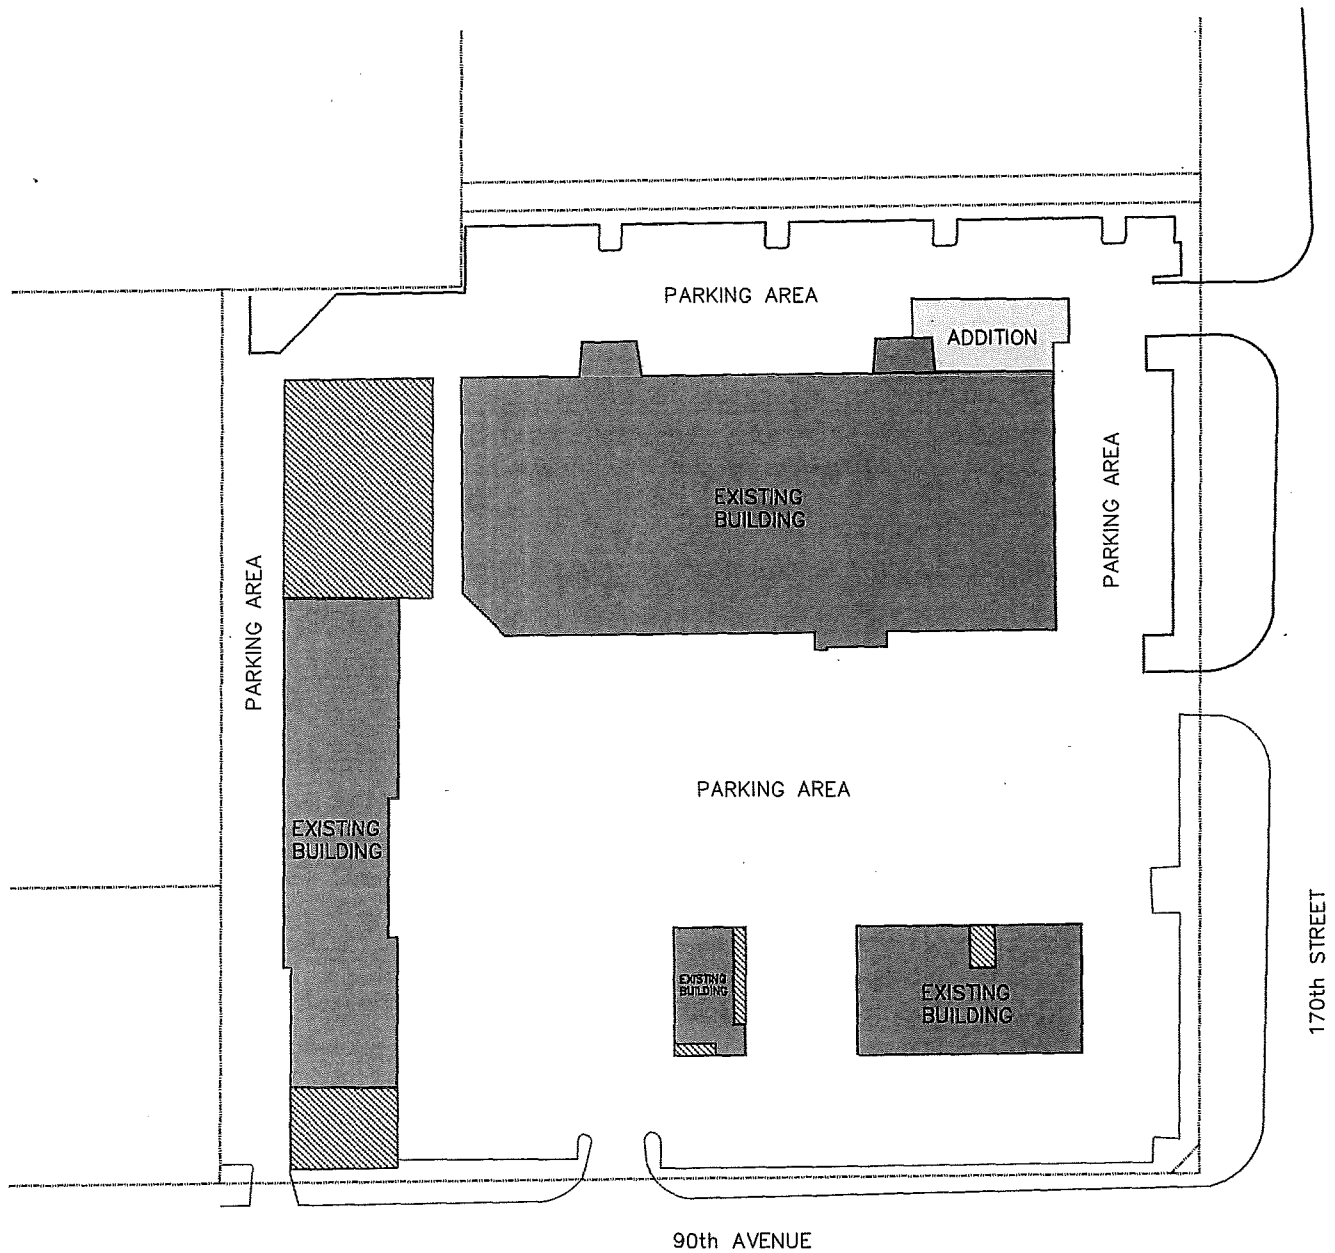 PARKING AREA
ADDITION
EXISTING
BUILDING
PARKING AREA
PARKING AREA
PARKING AREA
EXISTING
BUILDING
EXISTING
BUILDING
EXISTING
BUILDING
170th STREET
90th AVENUE